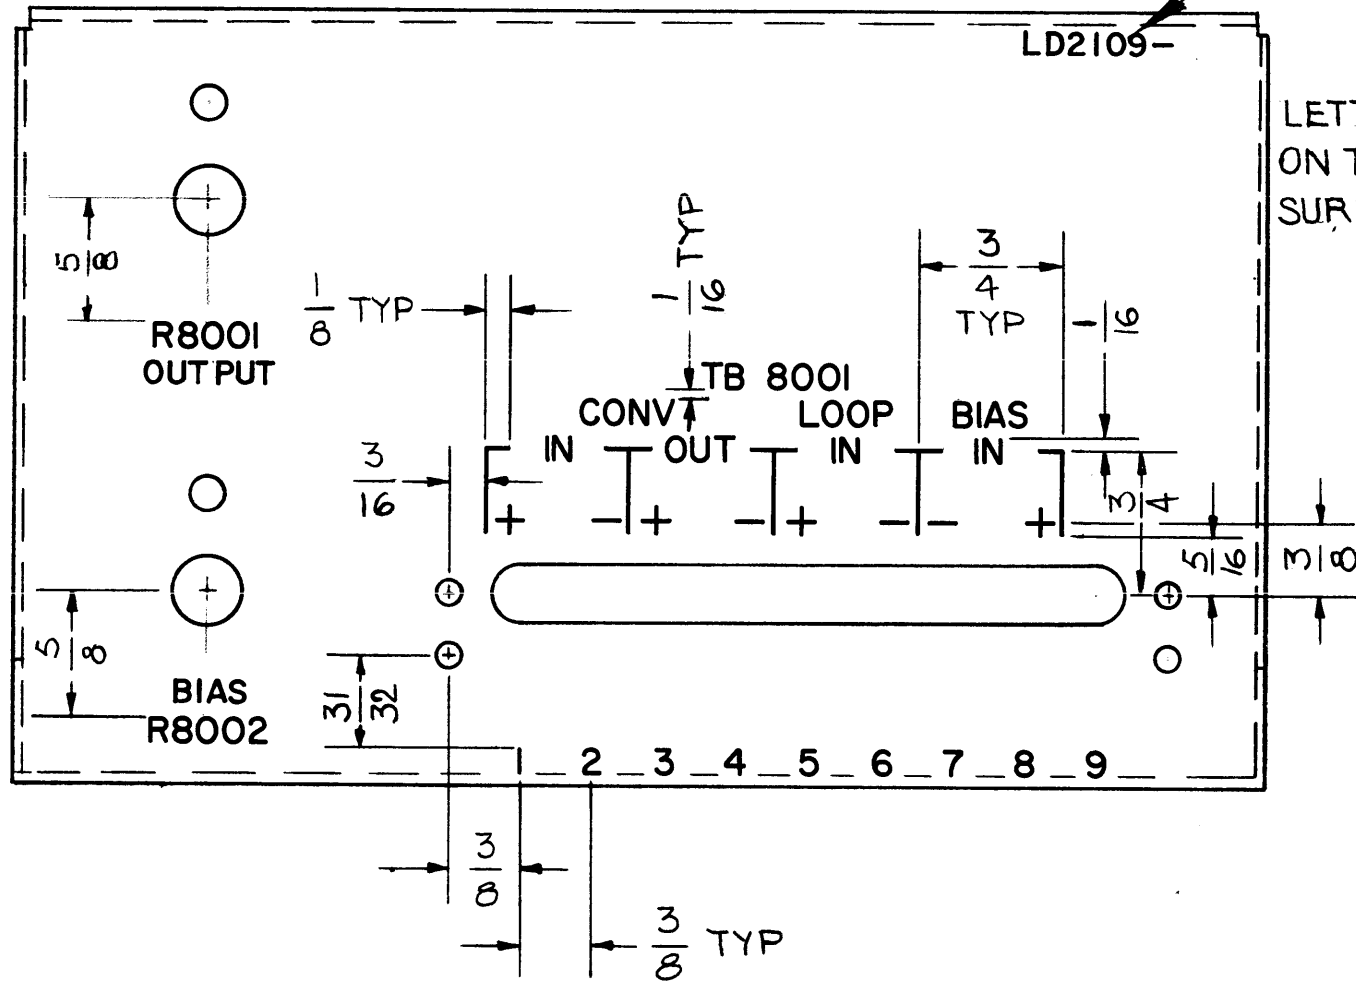 LD2109-
ON
5/8
R8001
OUTPUT
1/8 TYP
1/16 TYP
3/4
TYP
1/16
TB 8001
CONV LOOP BIAS
IN OUT IN IN
3/16
3/4
+ - + - + - - +
5/16
3/8
5/8
BIAS
R8002
31/32
1 2 3 4 5 6 7 8 9
3/8
3/8 TYP